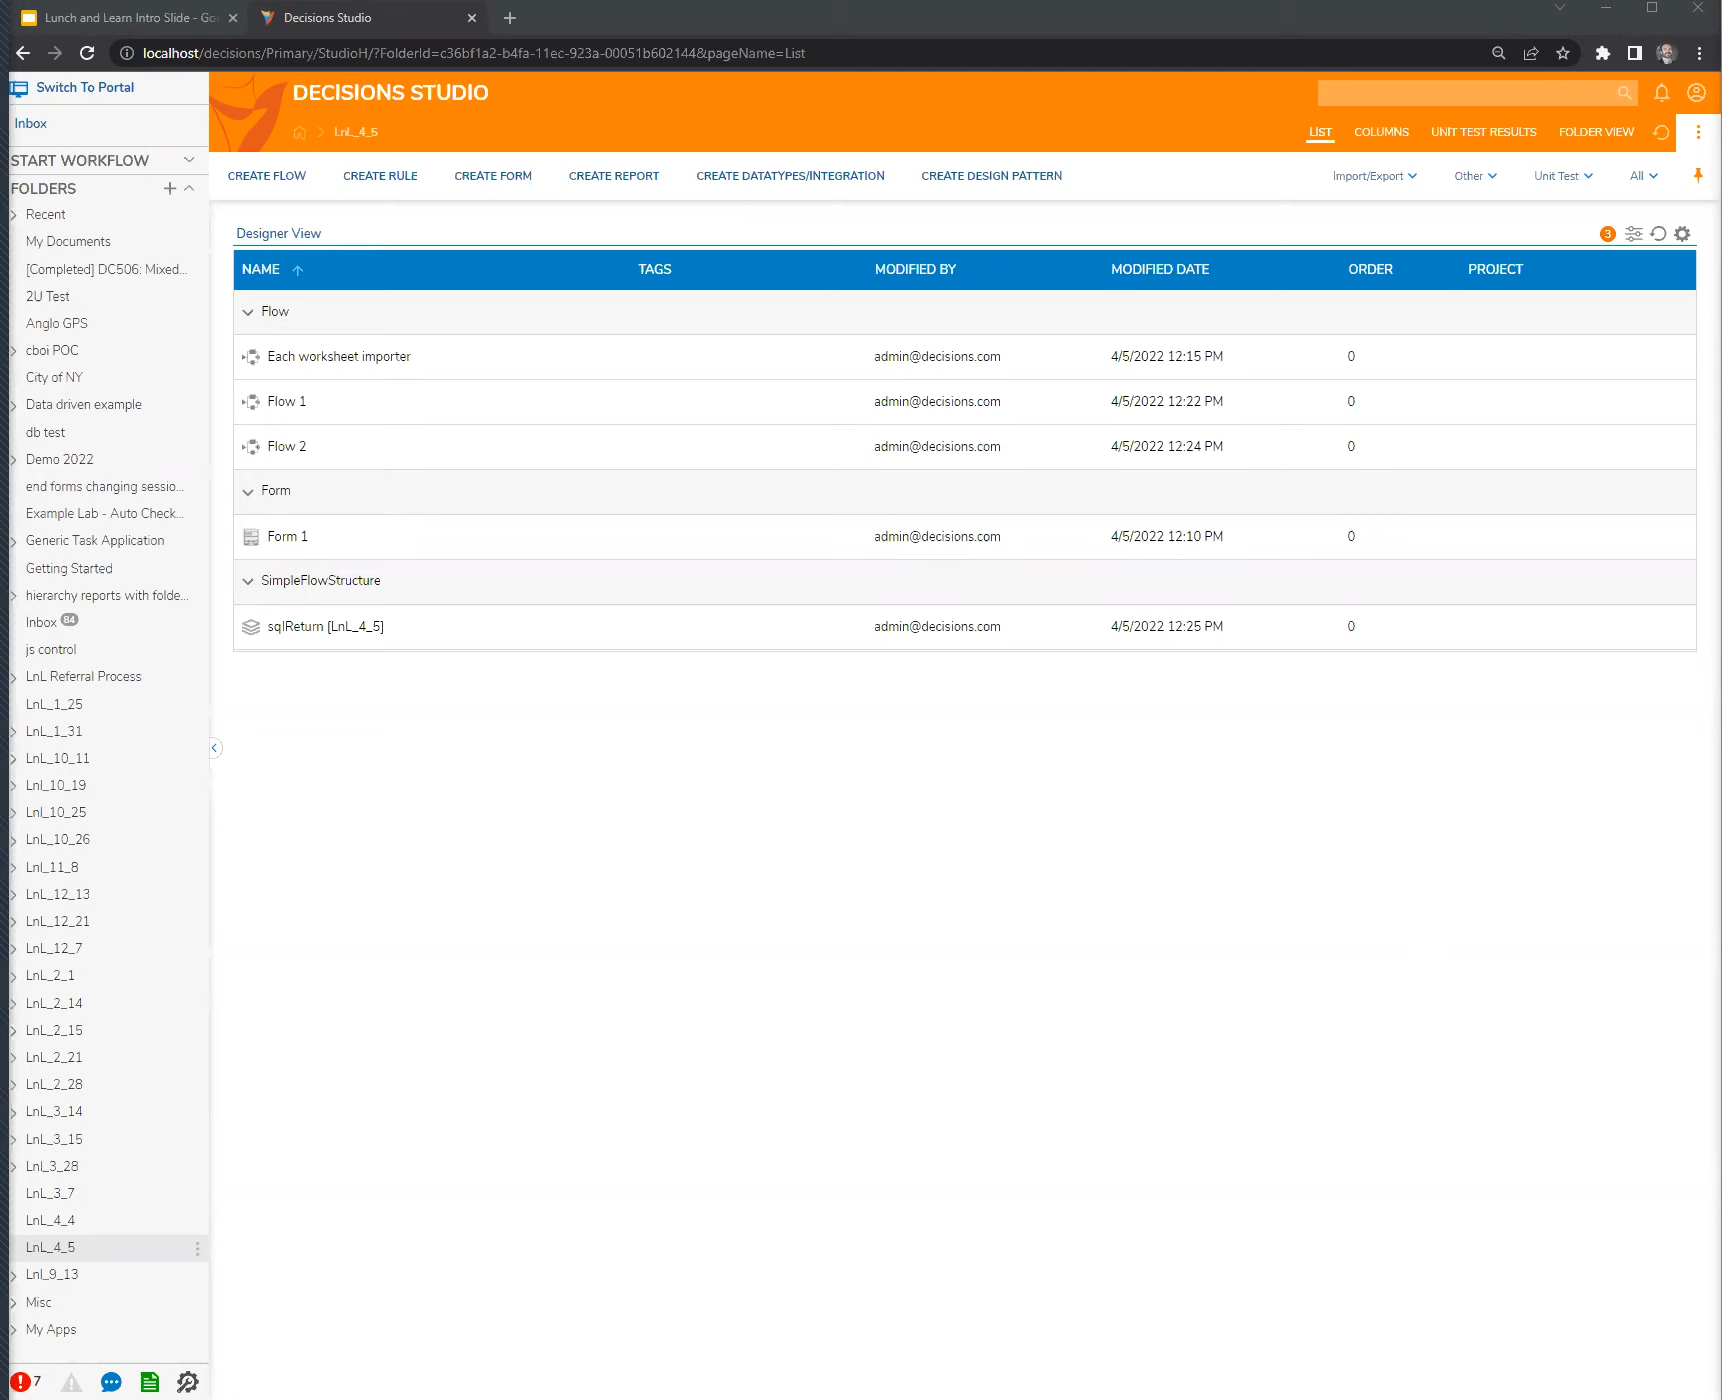 Lunch and Learn Intro Slide - Go
Decisions Studio
localhost/decisions/Primary/StudioH/?FolderId=c36bf1a2-b4fa-11ec-923a-00051b602144&pageName=List
Switch To Portal
Inbox
START WORKFLOW
FOLDERS
Recent
My Documents
[Completed] DC506: Mixed...
2U Test
Anglo GPS
cboi POC
City of NY
Data driven example
db test
Demo 2022
end forms changing sessio...
Example Lab - Auto Check...
Generic Task Application
Getting Started
hierarchy reports with folde...
Inbox 84
js control
LnL Referral Process
LnL_1_25
LnL_1_31
LnL_10_11
Lnl_10_19
Lnl_10_25
LnL_10_26
Lnl_11_8
LnL_12_13
LnL_12_21
LnL_12_7
LnL_2_1
LnL_2_14
LnL_2_15
LnL_2_21
LnL_2_28
LnL_3_14
LnL_3_15
Lnl_3_28
LnL_3_7
LnL_4_4
LnL_4_5
Lnl_9_13
Misc
My Apps
7
DECISIONS STUDIO
LnL_4_5
LIST COLUMNS UNIT TEST RESULTS FOLDER VIEW
CREATE FLOW CREATE RULE CREATE FORM CREATE REPORT CREATE DATATYPES/INTEGRATION CREATE DESIGN PATTERN Import/Export Other Unit Test All
Designer View 3
NAME TAGS MODIFIED BY MODIFIED DATE ORDER PROJECT
Flow
Each worksheet importer admin@decisions.com 4/5/2022 12:15 PM 0
Flow 1 admin@decisions.com 4/5/2022 12:22 PM 0
Flow 2 admin@decisions.com 4/5/2022 12:24 PM 0
Form
Form 1 admin@decisions.com 4/5/2022 12:10 PM 0
SimpleFlowStructure
sqlReturn [LnL_4_5] admin@decisions.com 4/5/2022 12:25 PM 0